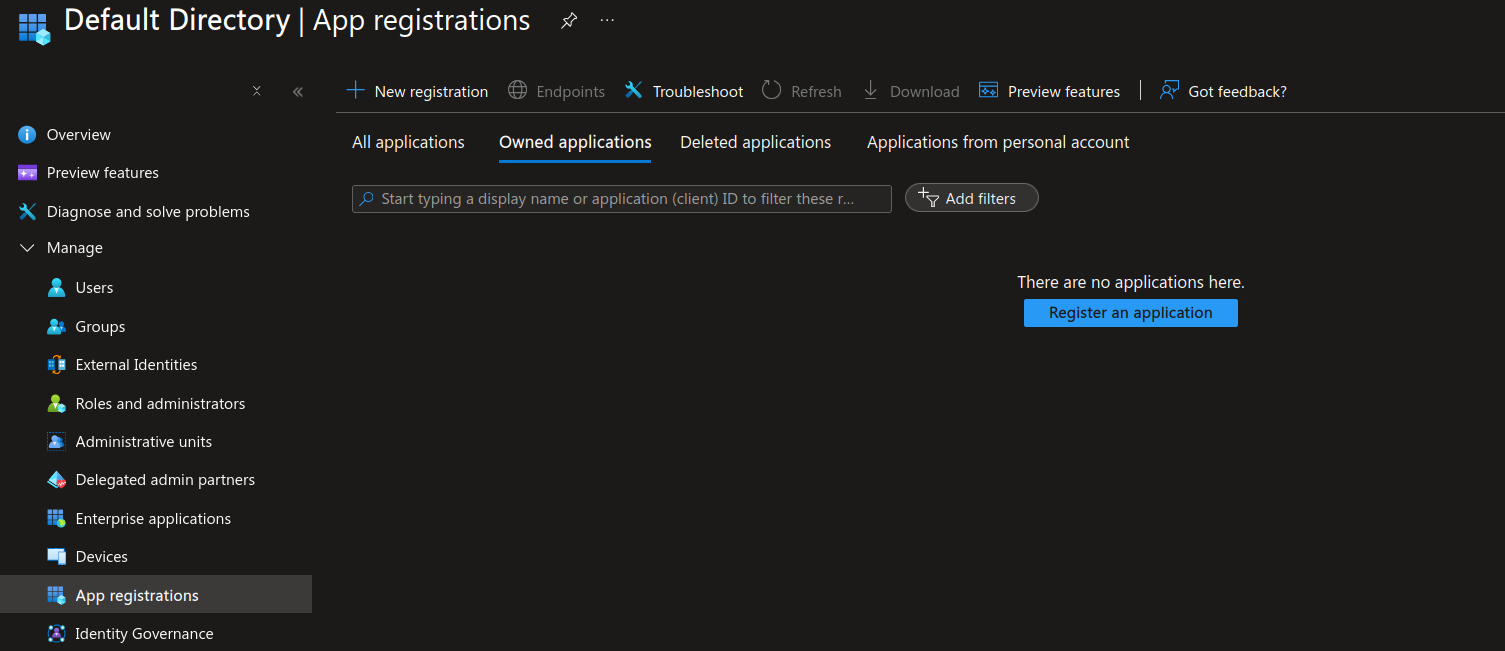 Default Directory | App registrations
New registration Endpoints Troubleshoot Refresh Download Preview features Got feedback?
Overview
Preview features
Diagnose and solve problems
Manage
Users
Groups
External Identities
Roles and administrators
Administrative units
Delegated admin partners
Enterprise applications
Devices
App registrations
Identity Governance
All applications Owned applications Deleted applications Applications from personal account
Start typing a display name or application (client) ID to filter these r... Add filters
There are no applications here.
Register an application